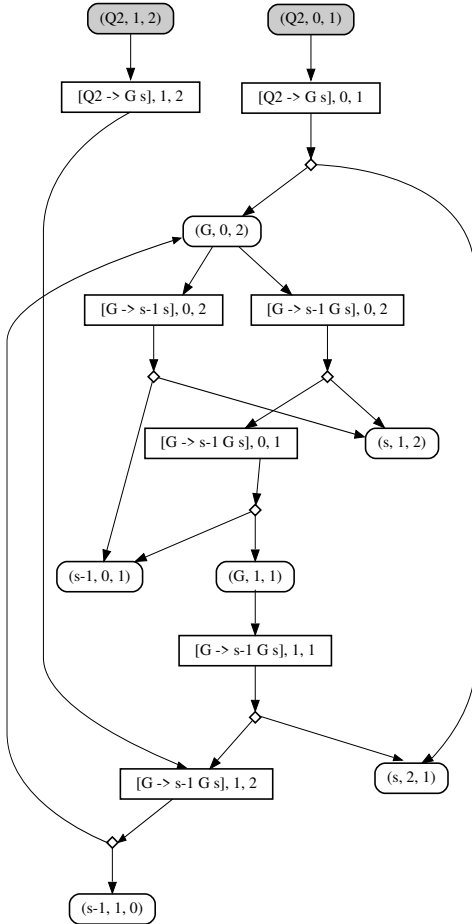 (Q2, 1, 2)
(Q2, 0, 1)
[Q2 -> G s], 1, 2
[Q2 -> G s], 0, 1
(G, 0, 2)
[G -> s-1 s], 0, 2
[G -> s-1 G s], 0, 2
[G -> s-1 G s], 0, 1
(s, 1, 2)
(s-1, 0, 1)
(G, 1, 1)
[G -> s-1 G s], 1, 1
[G -> s-1 G s], 1, 2
(s, 2, 1)
(s-1, 1, 0)